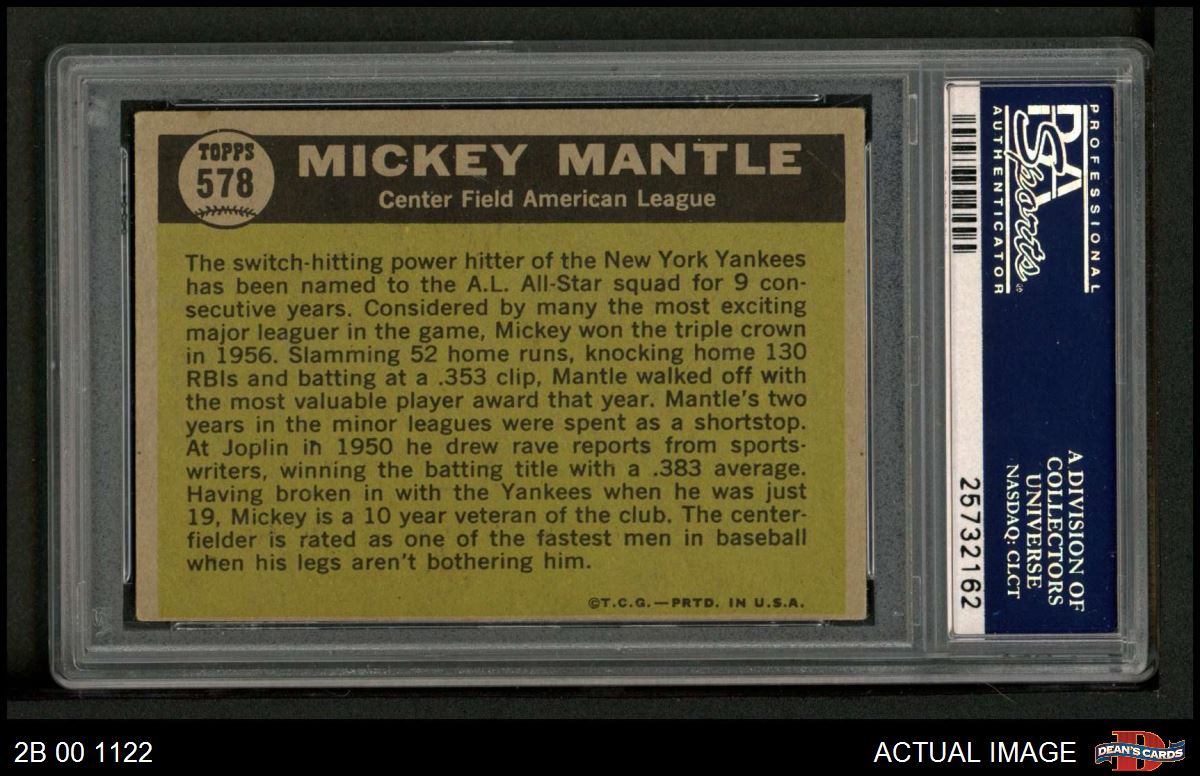 TOPPS
578
MICKEY MANTLE
Center Field American League
The switch-hitting power hitter of the New York Yankees
has been named to the A.L. All-Star squad for 9 con-
secutive years. Considered by many the most exciting
major leaguer in the game, Mickey won the triple crown
in 1956. Slamming 52 home runs, knocking home 130
RBIs and batting at a .353 clip, Mantle walked off with
the most valuable player award that year. Mantle's two
years in the minor leagues were spent as a shortstop.
At Joplin in 1950 he drew rave reports from sports-
writers, winning the batting title with a .383 average.
Having broken in with the Yankees when he was just
19, Mickey is a 10 year veteran of the club. The center-
fielder is rated as one of the fastest men in baseball
when his legs aren't bothering him.
©T.C.G.—PRTD. IN U.S.A.
PROFESSIONAL
PSA
Sports
AUTHENTICATOR
A DIVISION OF
COLLECTORS
UNIVERSE
NASDAQ: CLCT
25732162
2B 00 1122
ACTUAL IMAGE
DEAN'S CARDS